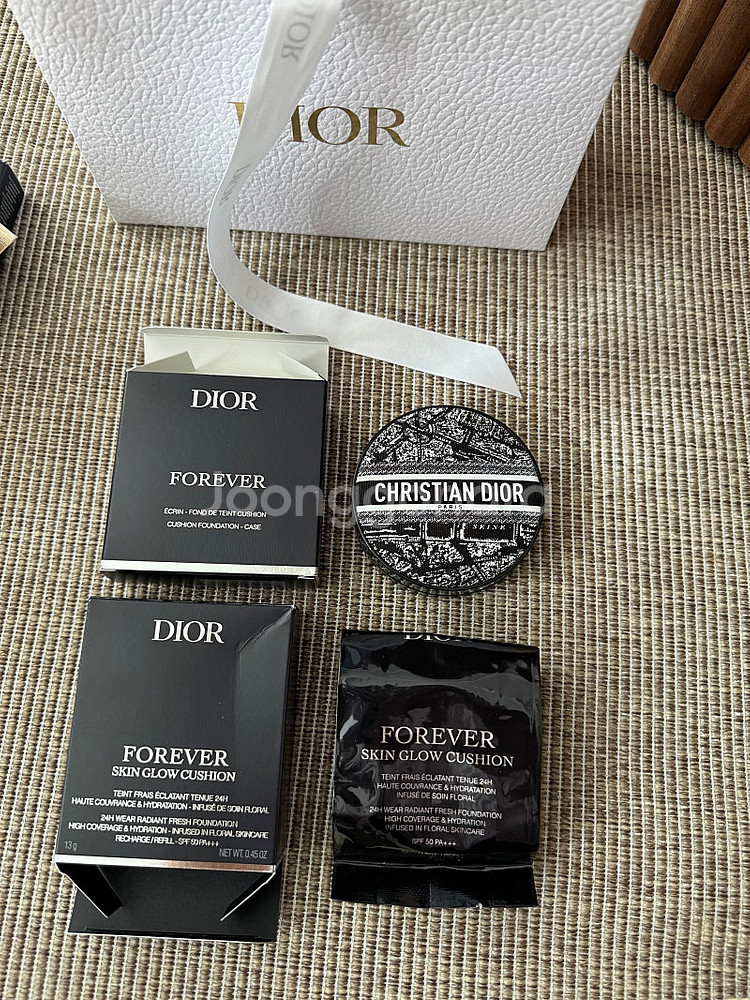 DIOR
DIOR
DIOR
FOREVER
ÉCRIN - FOND DE TEINT CUSHION
CUSHION FOUNDATION - CASE
CHRISTIAN DIOR
PARIS
DIOR
FOREVER
SKIN GLOW CUSHION
TEINT FRAIS ÉCLATANT TENUE 24H
HAUTE COUVRANCE & HYDRATATION - INFUSÉ DE SOIN FLORAL
24H WEAR RADIANT FRESH FOUNDATION
HIGH COVERAGE & HYDRATION - INFUSED IN FLORAL SKINCARE
RECHARGE/REFILL - SPF 50 PA+++
13 g
NET WT. 0.45 OZ
DIOR
FOREVER
SKIN GLOW CUSHION
TEINT FRAIS ÉCLATANT TENUE 24H
HAUTE COUVRANCE & HYDRATATION
INFUSÉ DE SOIN FLORAL
24H WEAR RADIANT FRESH FOUNDATION
HIGH COVERAGE & HYDRATION
INFUSED IN FLORAL SKINCARE
SPF 50 PA+++